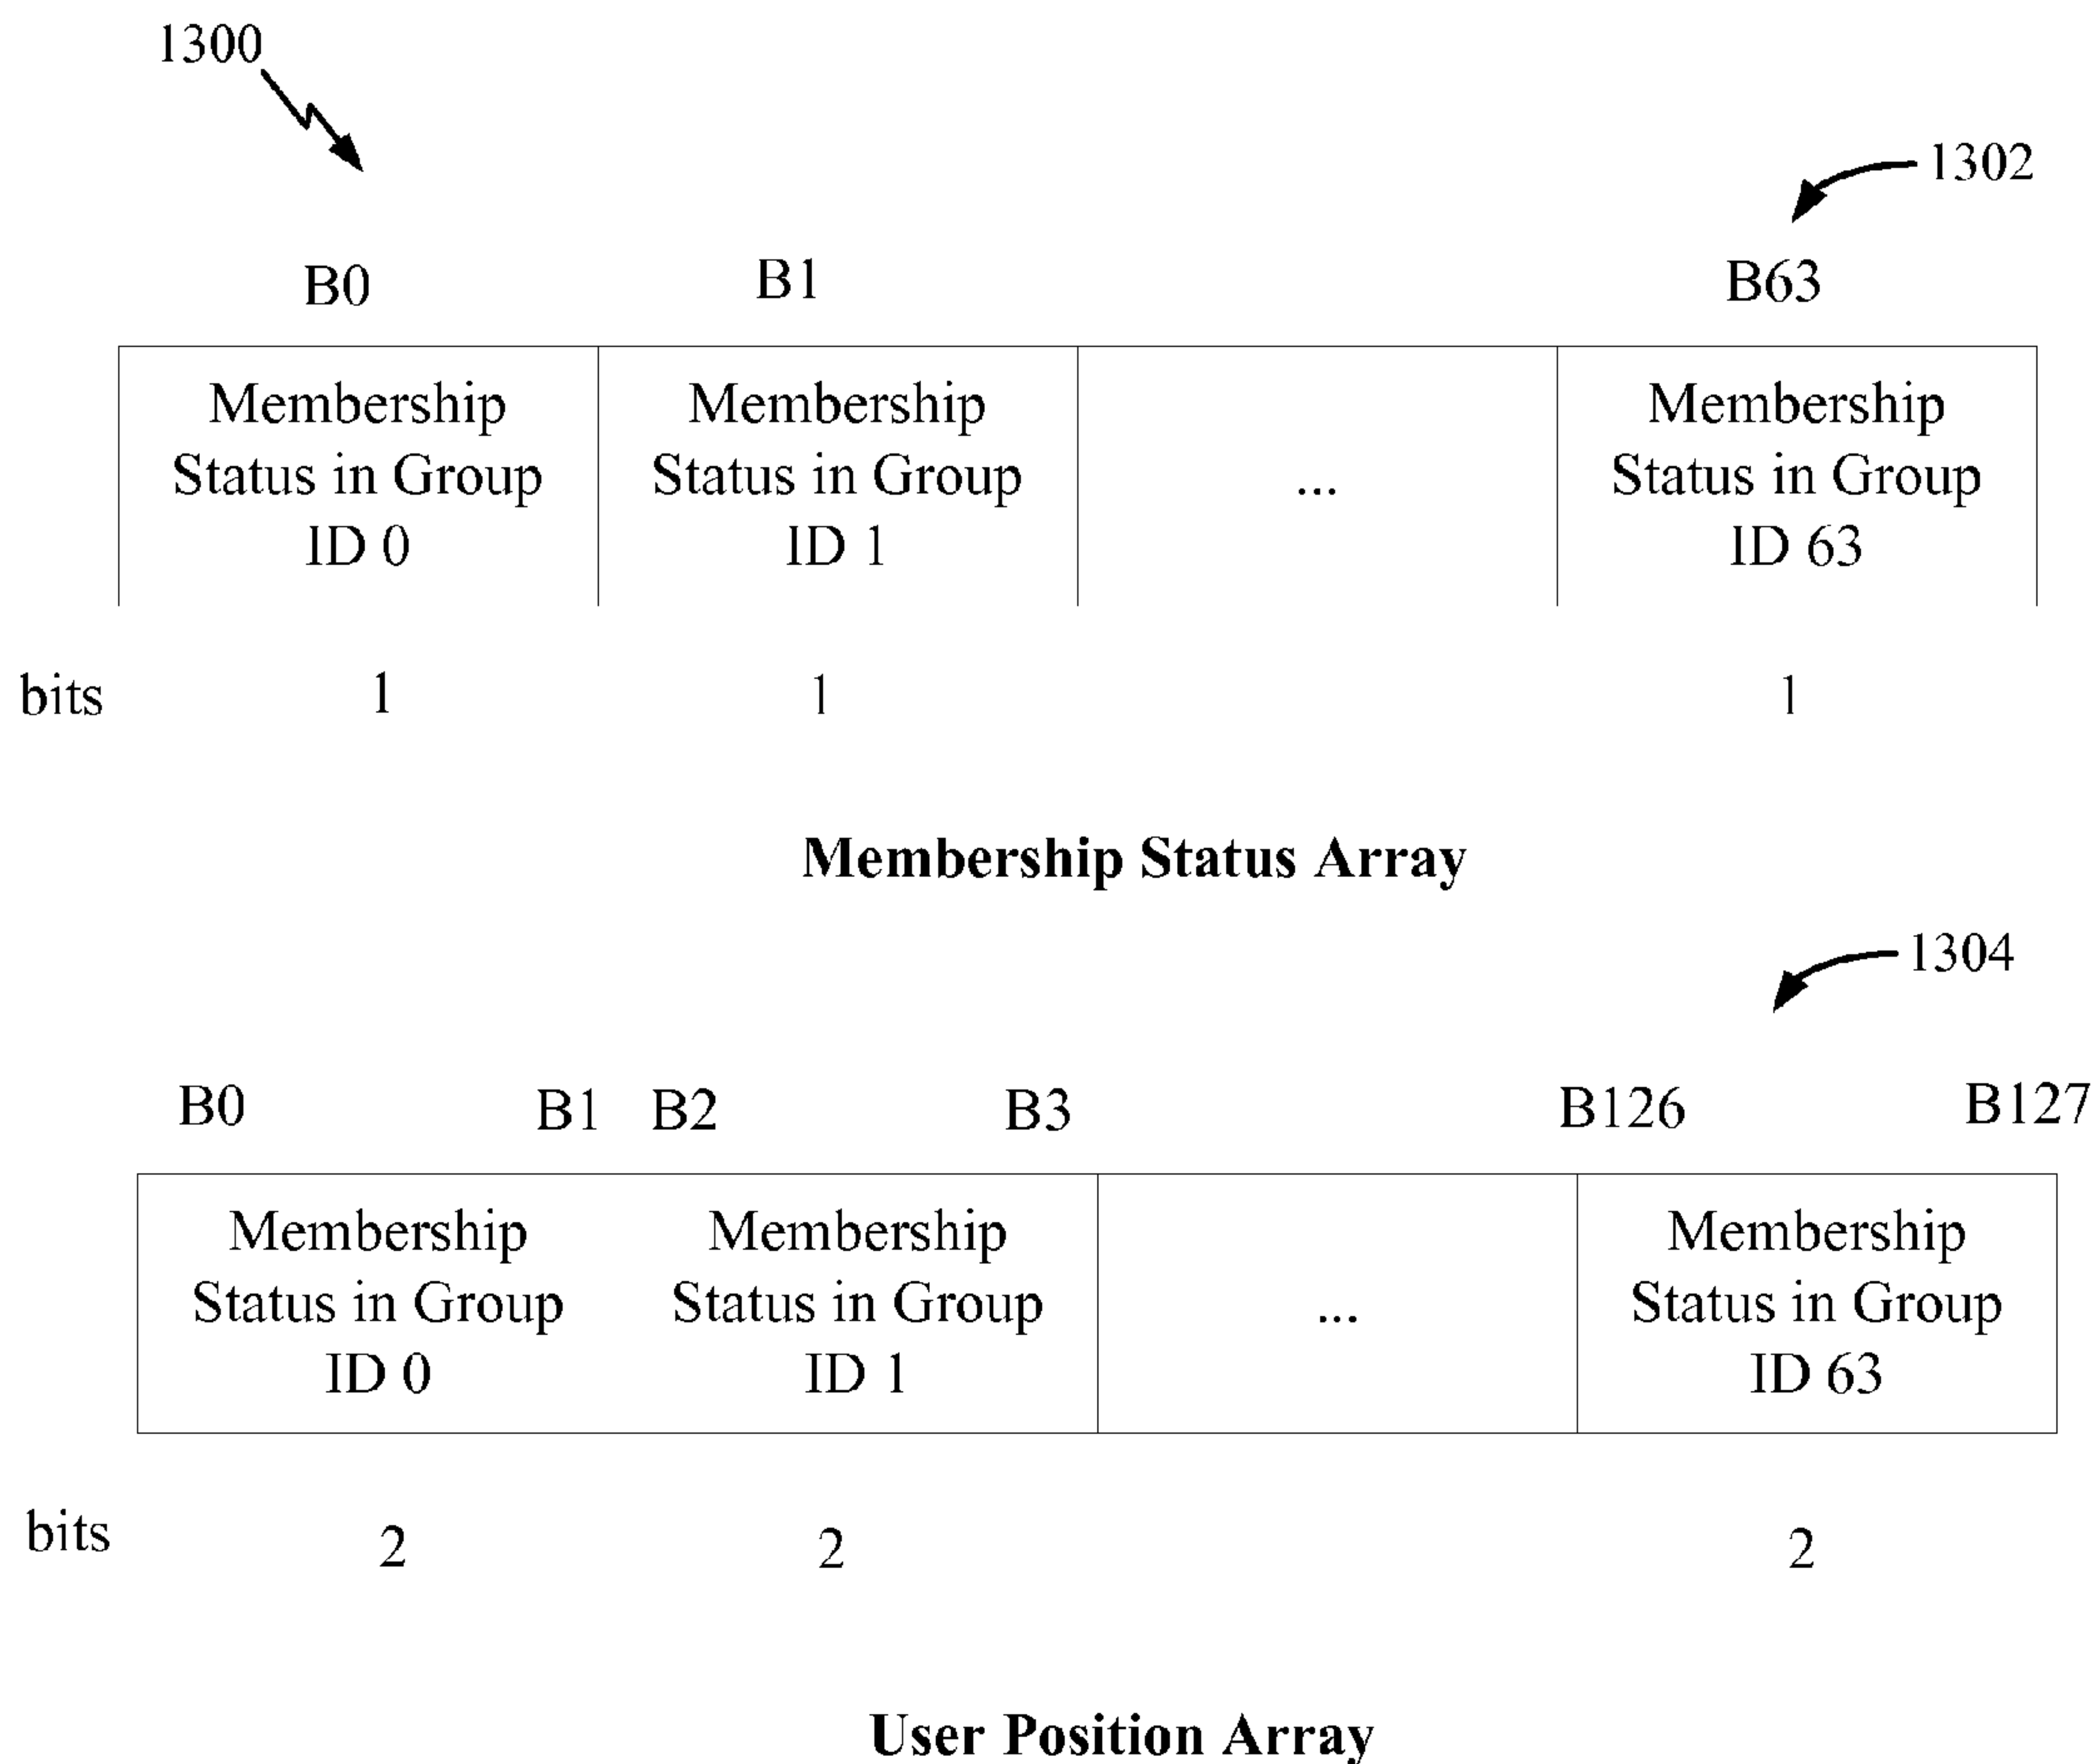 1300
1302
B0 B1 B63
Membership Membership Membership
Status in Group Status in Group ... Status in Group
ID 0 ID 1 ID 63
bits 1 1 1
Membership Status Array
1304
B0 B1 B2 B3 B126 B127
Membership Membership Membership
Status in Group Status in Group ... Status in Group
ID 0 ID 1 ID 63
bits 2 2 2
User Position Array